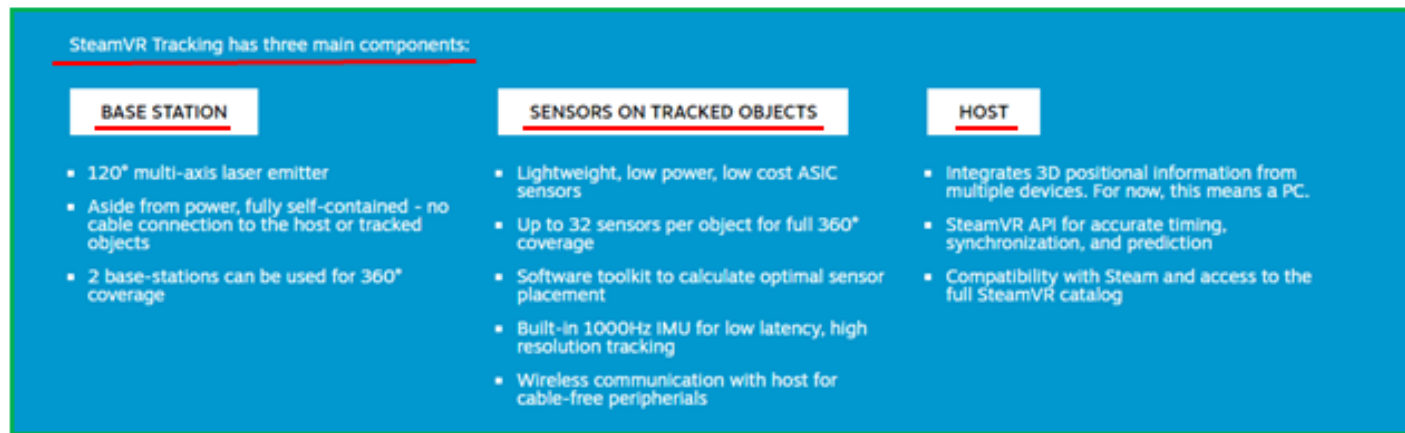 SteamVR Tracking has three main components:
BASE STATION
▪ 120° multi-axis laser emitter
▪ Aside from power, fully self-contained - no
cable connection to the host or tracked
objects
▪ 2 base-stations can be used for 360°
coverage
SENSORS ON TRACKED OBJECTS
▪ Lightweight, low power, low cost ASIC
sensors
▪ Up to 32 sensors per object for full 360°
coverage
▪ Software toolkit to calculate optimal sensor
placement
▪ Built-in 1000Hz IMU for low latency, high
resolution tracking
▪ Wireless communication with host for
cable-free peripherials
HOST
▪ Integrates 3D positional information from
multiple devices. For now, this means a PC.
▪ SteamVR API for accurate timing,
synchronization, and prediction
▪ Compatibility with Steam and access to the
full SteamVR catalog